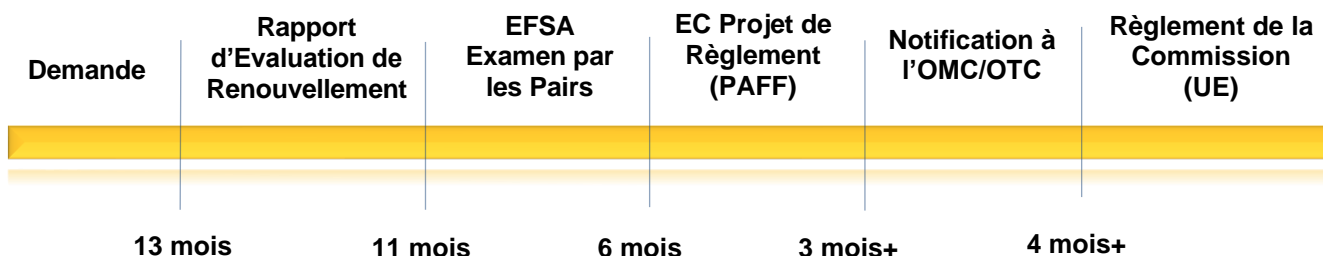 Demande
Rapport
d’Evaluation de
Renouvellement
EFSA
Examen par
les Pairs
EC Projet de
Règlement
(PAFF)
Notification à
l’OMC/OTC
Règlement de la
Commission
(UE)
13 mois
11 mois
6 mois
3 mois+
4 mois+